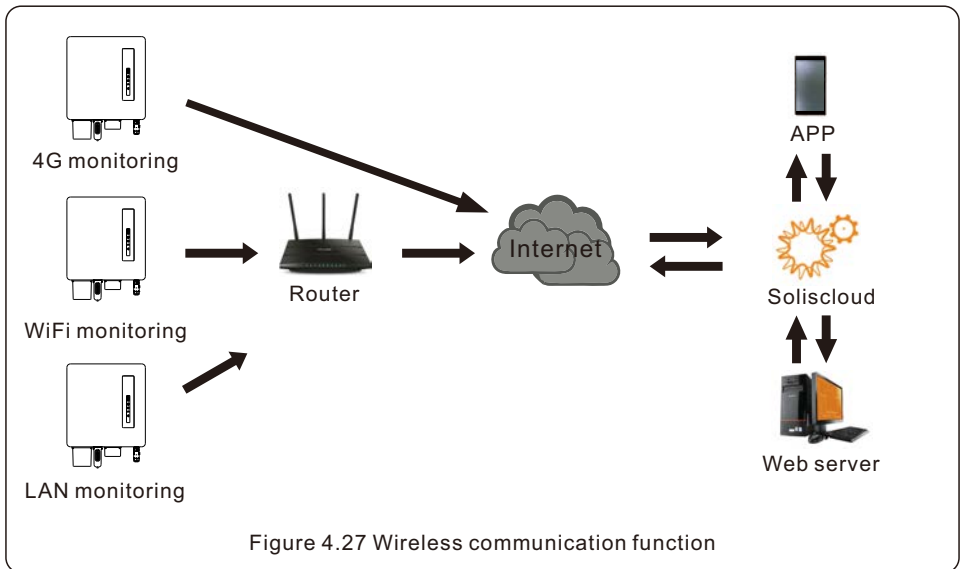 4G monitoring
APP
Internet
Router
Soliscloud
WiFi monitoring
Web server
LAN monitoring
Figure 4.27 Wireless communication function